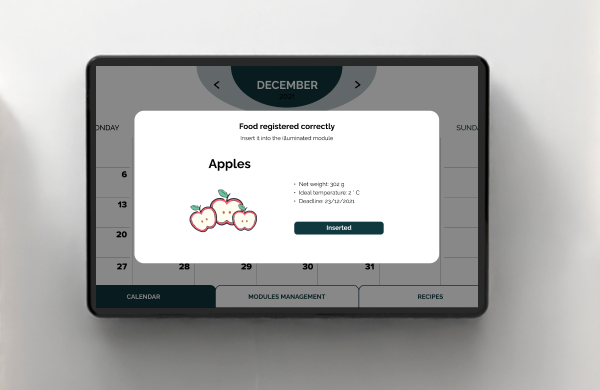 < DECEMBER >
ONDAY
SUND
Food registered correctly
Insert it into the illuminated module
Apples
• Net weight: 302 g
• Ideal temperature: 2 ° C
• Deadline: 23/12/2021
Inserted
6
13
20
27 28 29 30 31
CALENDAR MODULES MANAGEMENT RECIPES